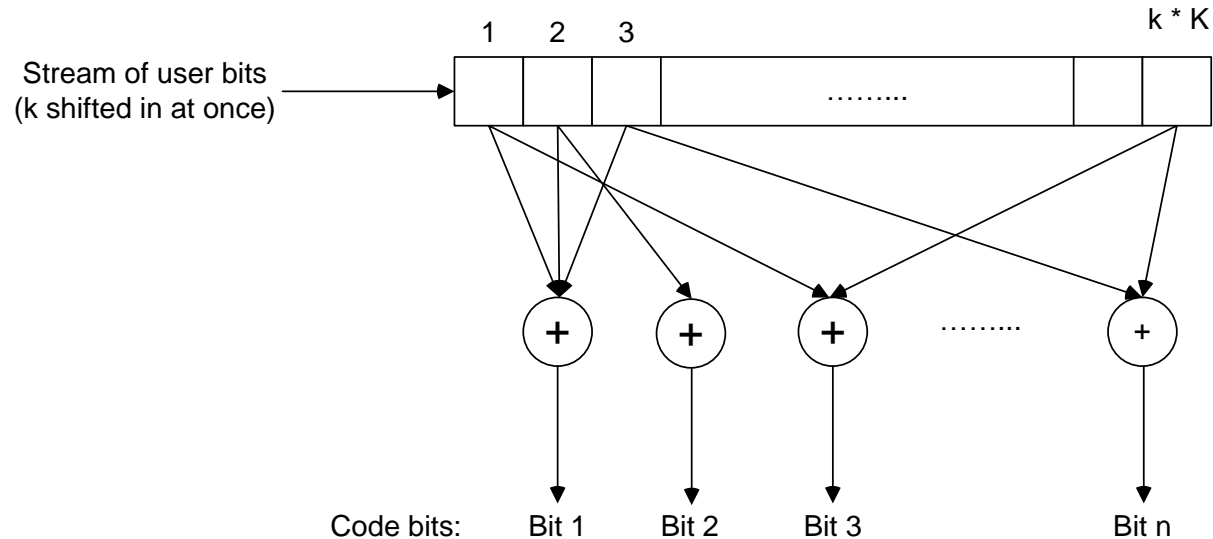 k * K
1 2 3
Stream of user bits
(k shifted in at once)
.........
+ + + ......... +
Code bits: Bit 1 Bit 2 Bit 3 Bit n